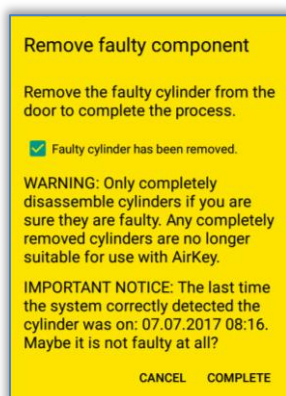 Remove faulty component
Remove the faulty cylinder from the
door to complete the process.
Faulty cylinder has been removed.
WARNING: Only completely
disassemble cylinders if you are
sure they are faulty. Any completely
removed cylinders are no longer
suitable for use with AirKey.
IMPORTANT NOTICE: The last time
the system correctly detected the
cylinder was on: 07.07.2017 08:16.
Maybe it is not faulty at all?
CANCEL COMPLETE